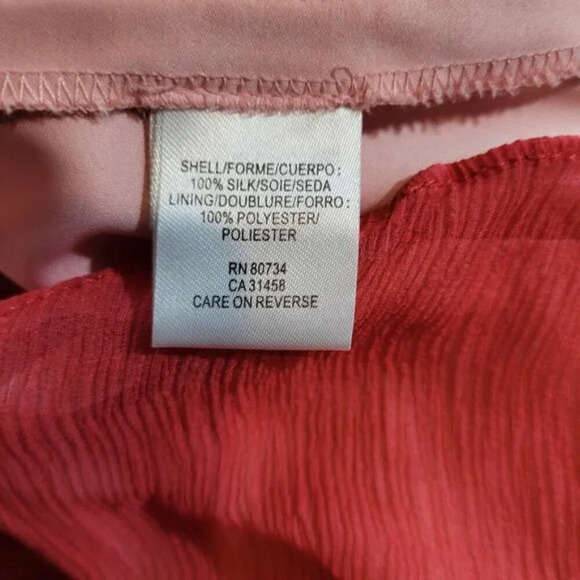 SHELL/FORME/CUERPO:
100% SILK/SOIE/SEDA
LINING/DOUBLURE/FORRO:
100% POLYESTER/
POLIESTER
RN 80734
CA 31458
CARE ON REVERSE